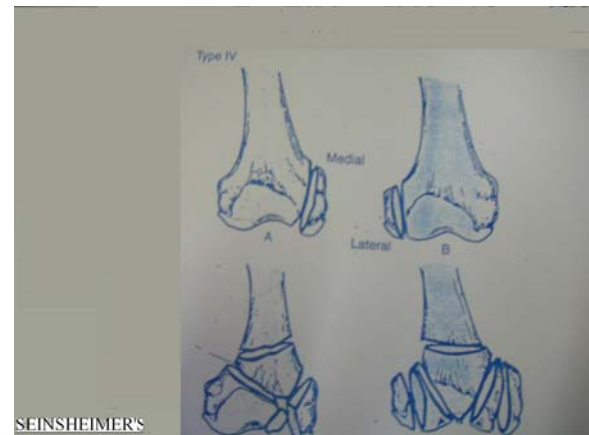 Type IV
Medial
A
Lateral
B
SEINSHEIMER'S